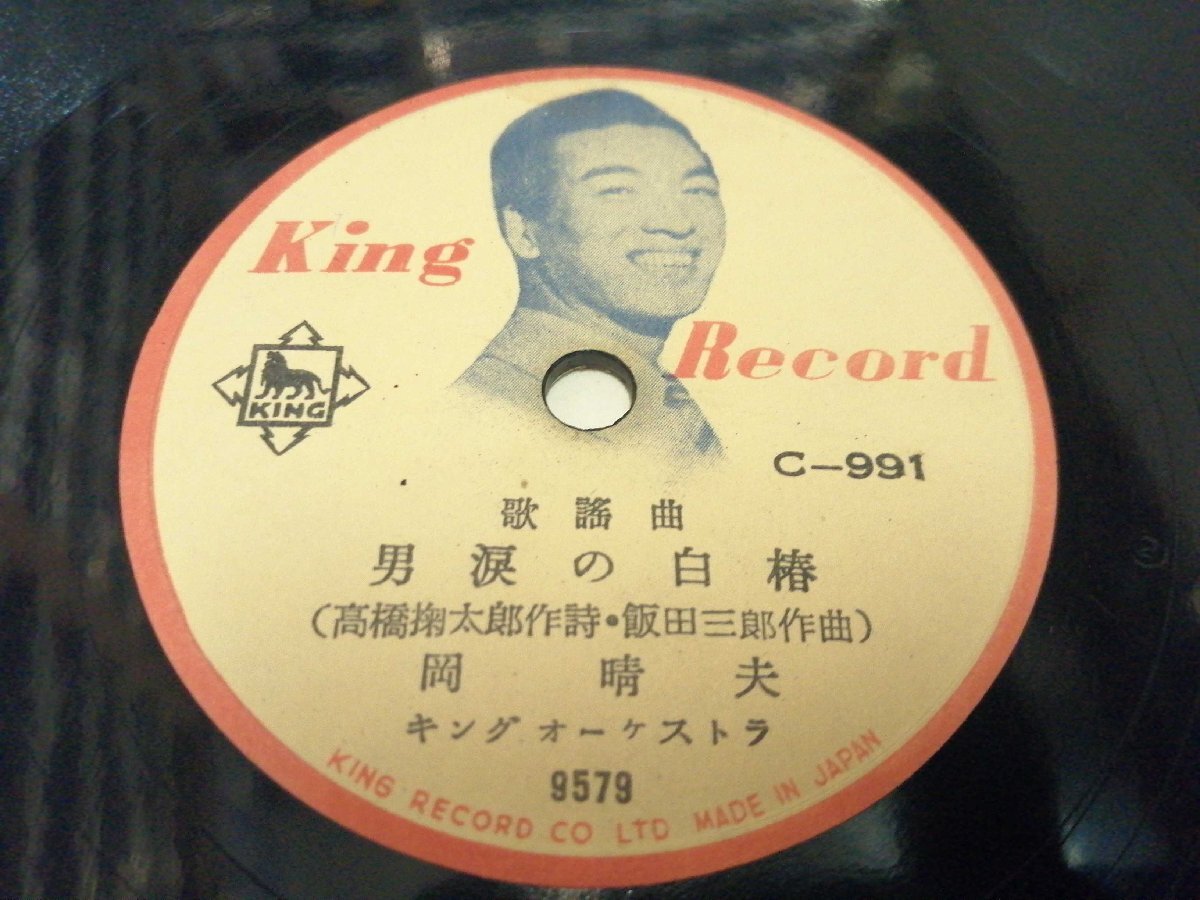 King
Record
KING
C-991
歌謡曲
男涙の白椿
(高橋掬太郎作詩・飯田三郎作曲)
岡晴夫
キングオーケストラ
9579
KING RECORD CO LTD MADE IN JAPAN